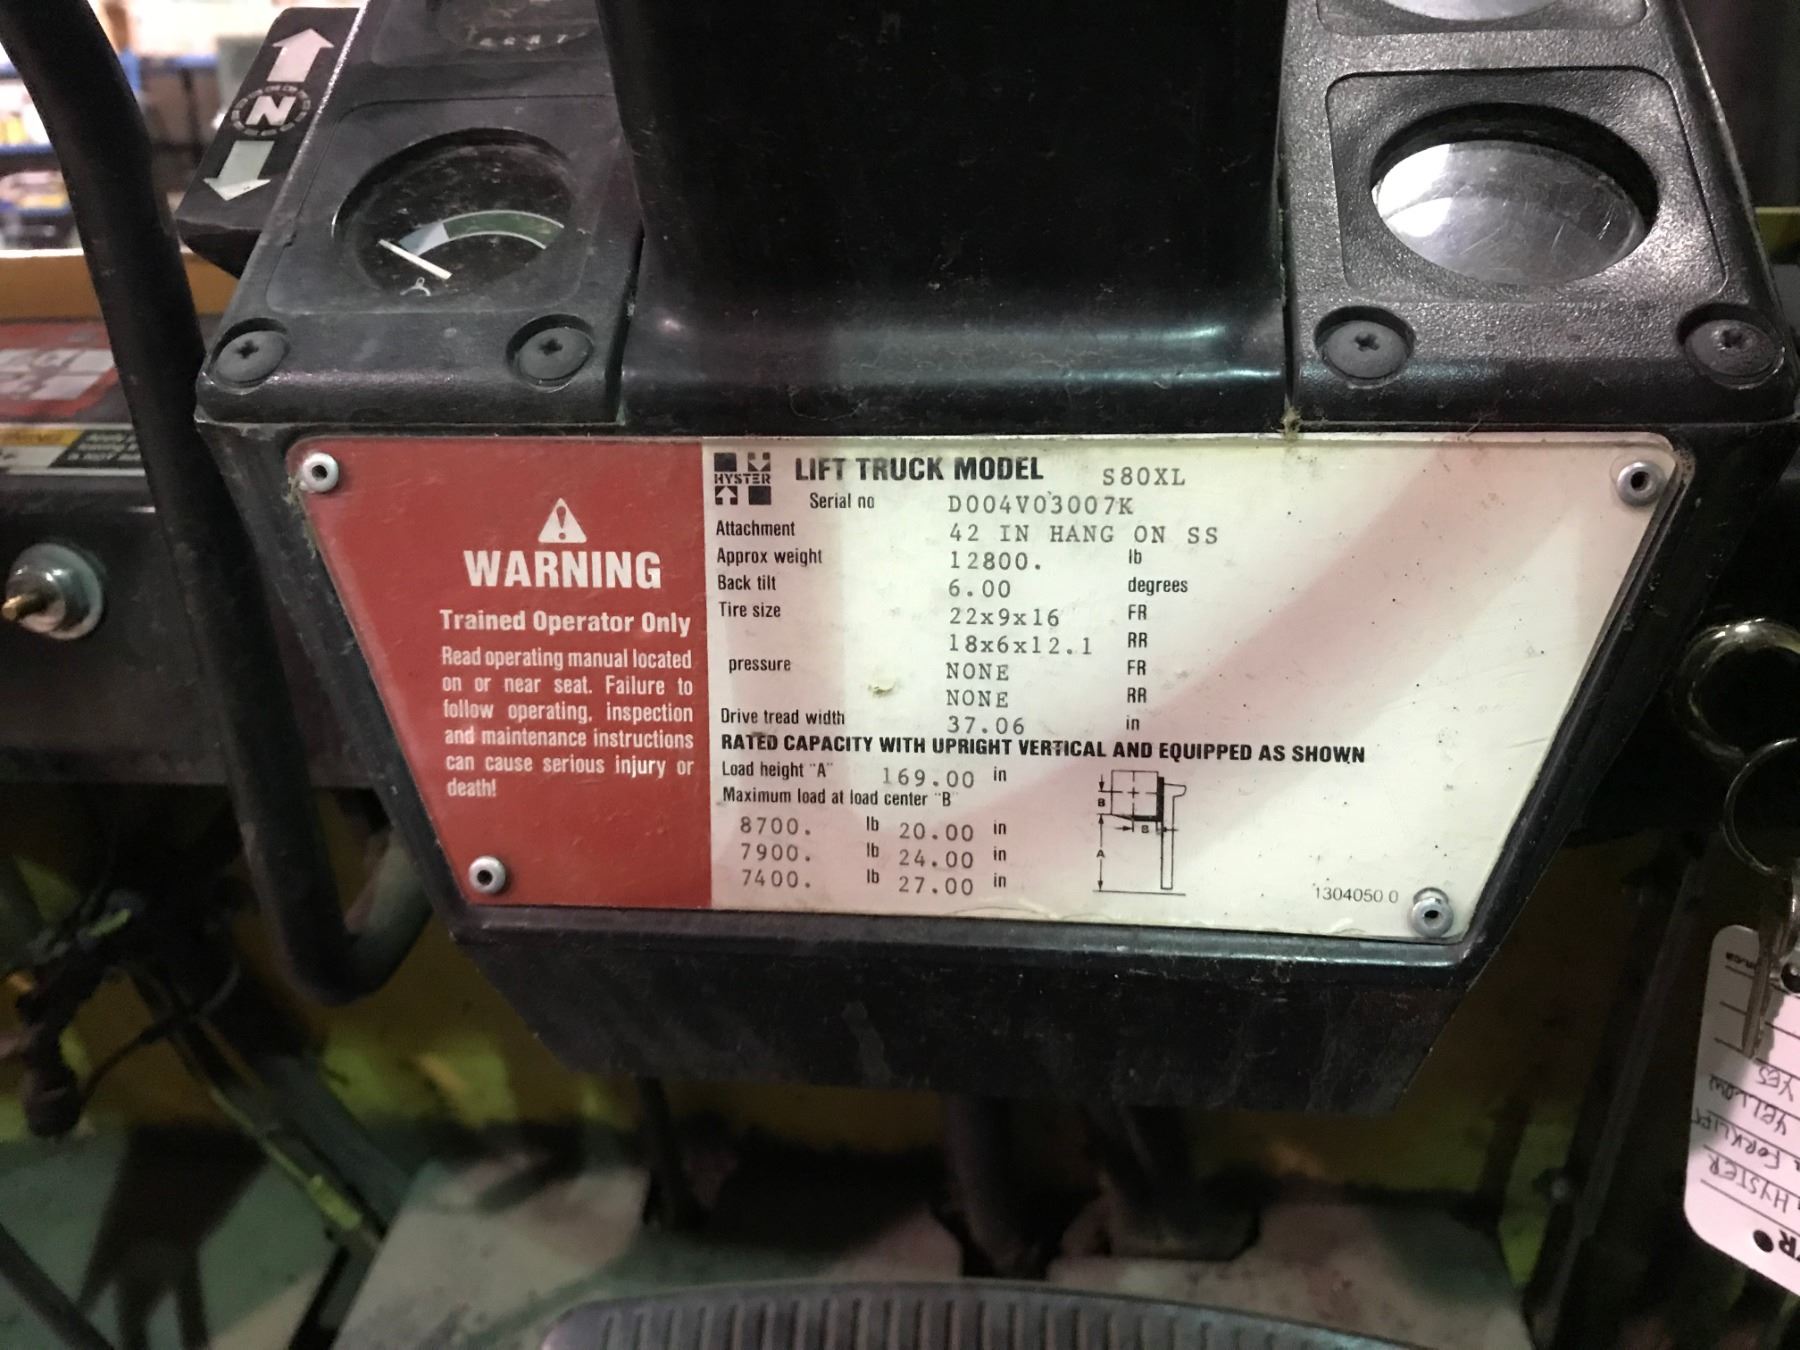 N
HYSTER
LIFT TRUCK MODEL S80XL
Serial no D004V03007K
Attachment 42 IN HANG ON SS
Approx weight 12800. lb
Back tilt 6.00 degrees
Tire size 22x9x16 FR
18x6x12.1 RR
pressure NONE FR
NONE RR
Drive tread width 37.06 in
RATED CAPACITY WITH UPRIGHT VERTICAL AND EQUIPPED AS SHOWN
Load height "A" 169.00 in
Maximum load at load center "B"
8700. lb 20.00 in
7900. lb 24.00 in
7400. lb 27.00 in
B
B
A
1304050 0
WARNING
Trained Operator Only
Read operating manual located
on or near seat. Failure to
follow operating, inspection
and maintenance instructions
can cause serious injury or
death!
HYSTER
FORKLIFT
YELLOW
YES